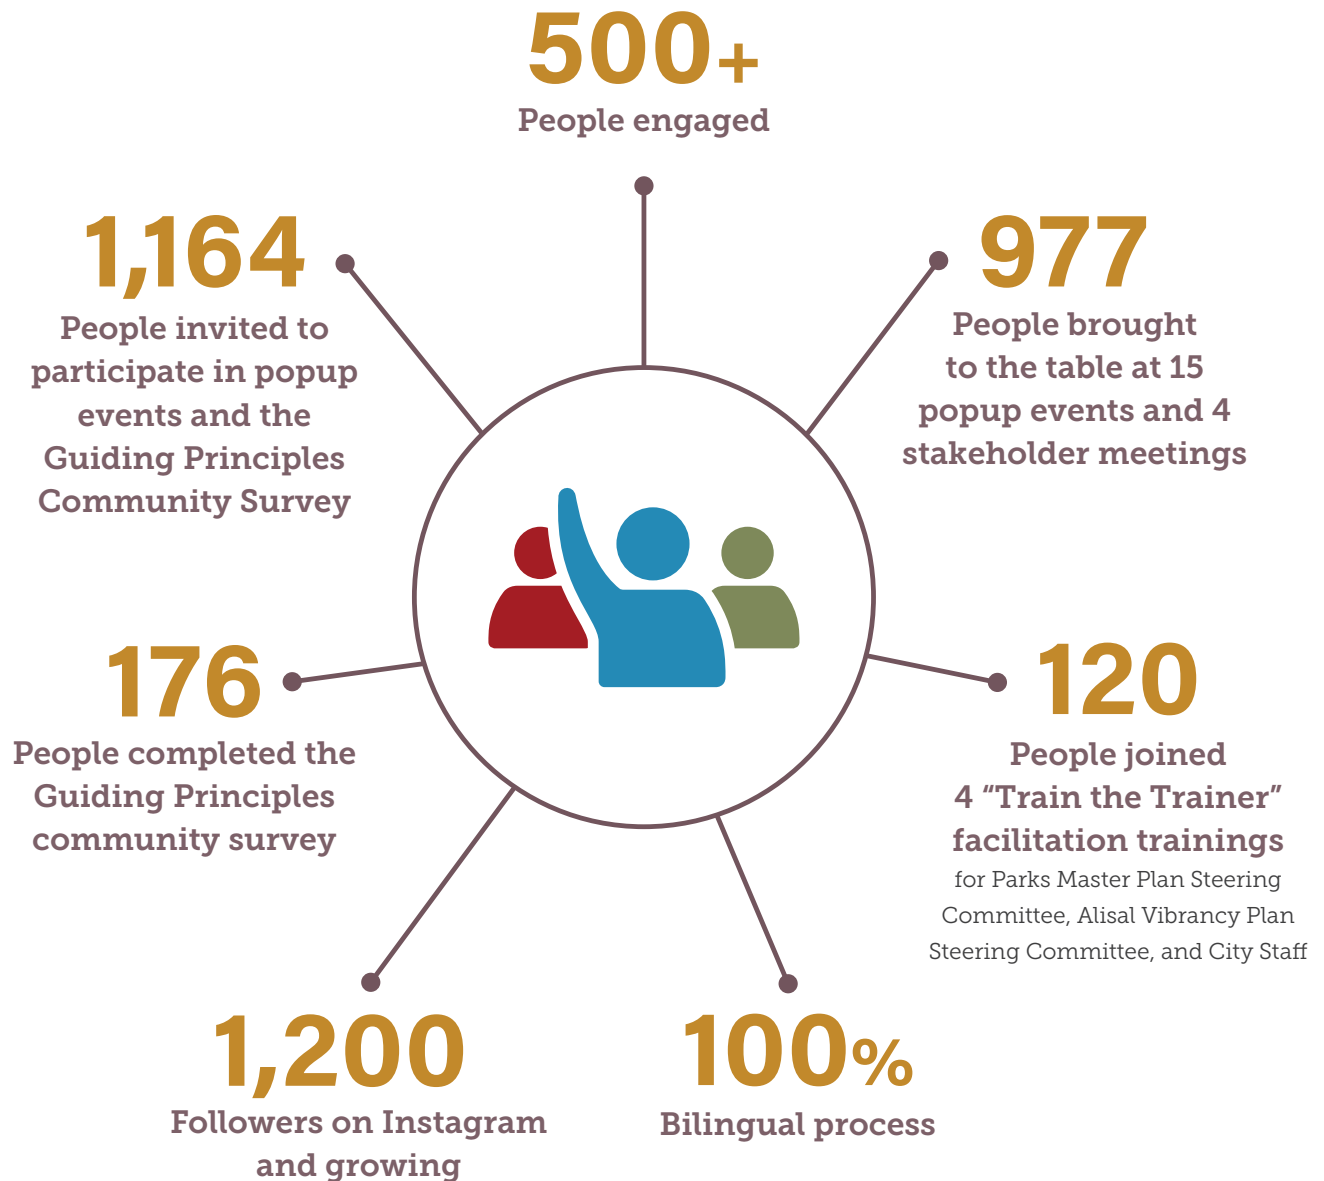 500+
People engaged
1,164
People invited to
participate in popup
events and the
Guiding Principles
Community Survey
977
People brought
to the table at 15
popup events and 4
stakeholder meetings
176
People completed the
Guiding Principles
community survey
120
People joined
4 “Train the Trainer”
facilitation trainings
for Parks Master Plan Steering
Committee, Alisal Vibrancy Plan
Steering Committee, and City Staff
1,200
Followers on Instagram
and growing
100%
Bilingual process